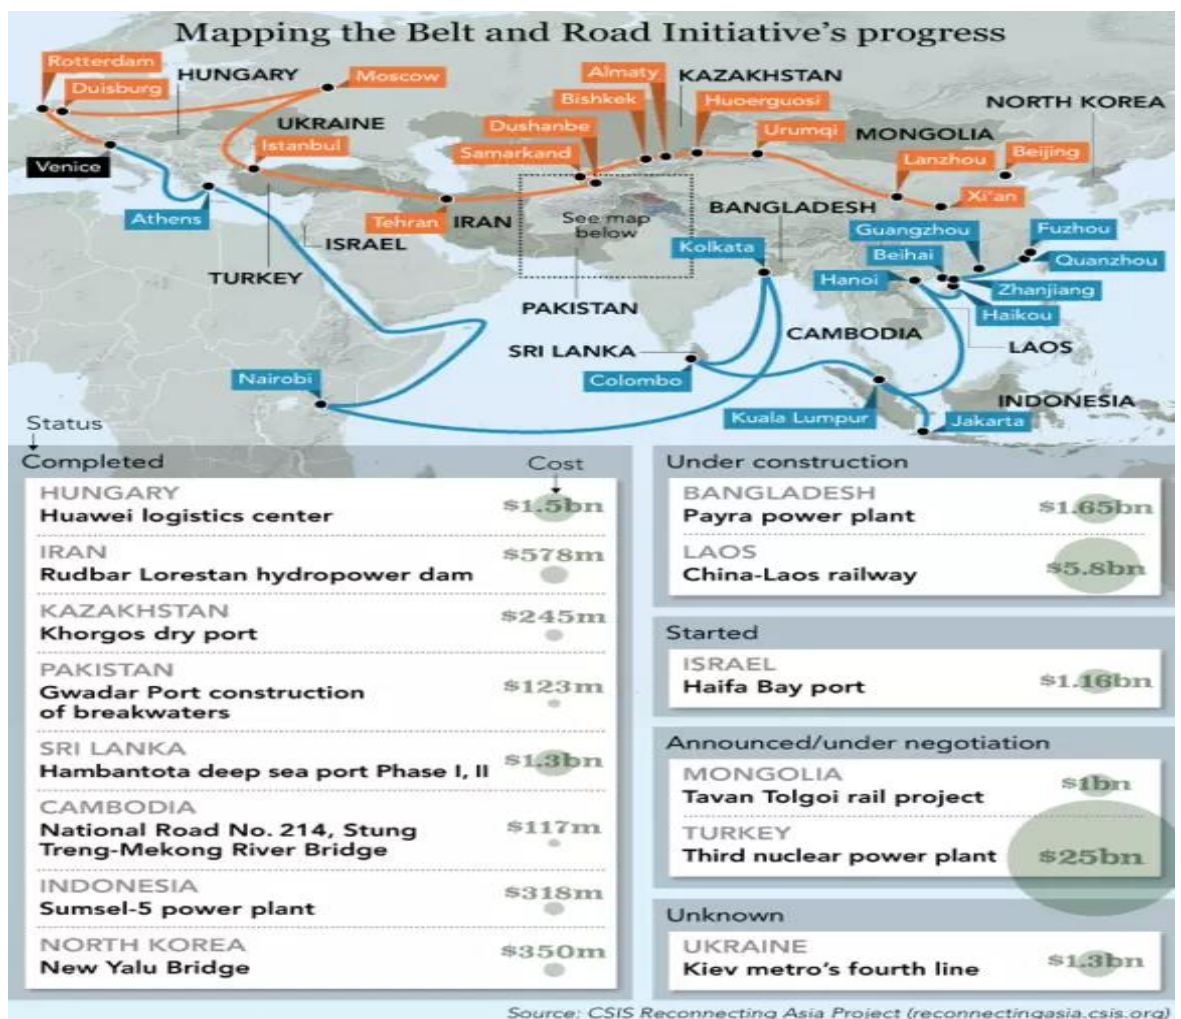 Mapping the Belt and Road Initiative's progress
Rotterdam
Duisburg
HUNGARY
Moscow
Almaty
KAZAKHSTAN
Bishkek
Huoerguosi
NORTH KOREA
UKRAINE
Dushanbe
Urumqi
MONGOLIA
Istanbul
Samarkand
Lanzhou
Beijing
Venice
Xi'an
Athens
Tehran
IRAN
See map
below
BANGLADESH
Guangzhou
Fuzhou
ISRAEL
Kolkata
Beihai
Quanzhou
TURKEY
Hanoi
Zhanjiang
PAKISTAN
Haikou
CAMBODIA
SRI LANKA
LAOS
Nairobi
Colombo
INDONESIA
Kuala Lumpur
Jakarta
Status
Completed
Cost
HUNGARY
Huawei logistics center
$1.5bn
IRAN
Rudbar Lorestan hydropower dam
$578m
KAZAKHSTAN
Khorgos dry port
$245m
PAKISTAN
Gwadar Port construction
of breakwaters
$123m
SRI LANKA
Hambantota deep sea port Phase I, II
$1.3bn
CAMBODIA
National Road No. 214, Stung
Treng-Mekong River Bridge
$117m
INDONESIA
Sumsel-5 power plant
$318m
NORTH KOREA
New Yalu Bridge
$350m
Under construction
BANGLADESH
Payra power plant
$1.65bn
LAOS
China-Laos railway
$5.8bn
Started
ISRAEL
Haifa Bay port
$1.16bn
Announced/under negotiation
MONGOLIA
Tavan Tolgoi rail project
$1bn
TURKEY
Third nuclear power plant
$25bn
Unknown
UKRAINE
Kiev metro's fourth line
$1.3bn
Source: CSIS Reconnecting Asia Project (reconnectingasia.csis.org)